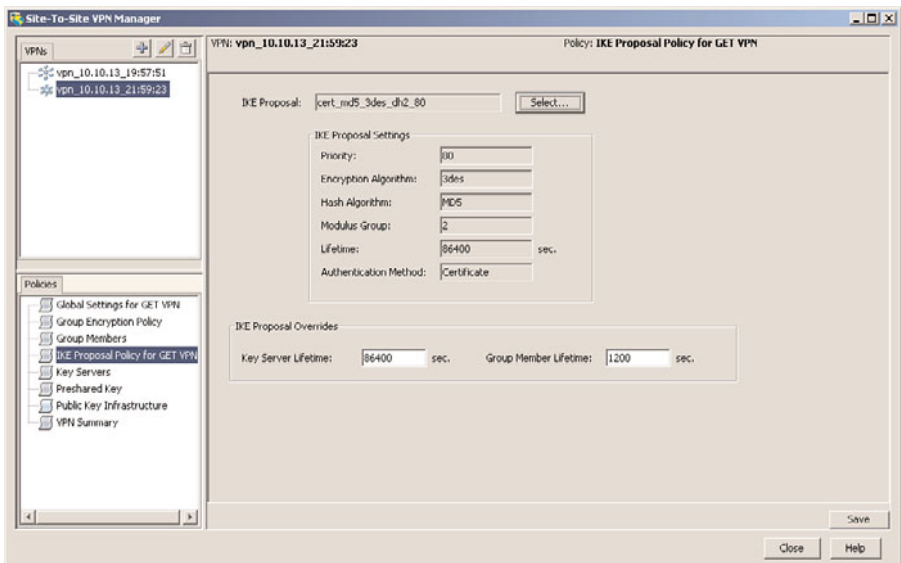 Site-To-Site VPN Manager
VPNs
vpn_10.10.13_19:57:51
vpn_10.10.13_21:59:23
Policies
Global Settings for GET VPN
Group Encryption Policy
Group Members
IKE Proposal Policy for GET VPN
Key Servers
Preshared Key
Public Key Infrastructure
VPN Summary
VPN: vpn_10.10.13_21:59:23 Policy: IKE Proposal Policy for GET VPN
IKE Proposal: cert_md5_3des_dh2_80 Select...
IKE Proposal Settings
Priority: 80
Encryption Algorithm: 3des
Hash Algorithm: MD5
Modulus Group: 2
Lifetime: 86400 sec.
Authentication Method: Certificate
IKE Proposal Overrides
Key Server Lifetime: 86400 sec. Group Member Lifetime: 1200 sec.
Save
Close Help